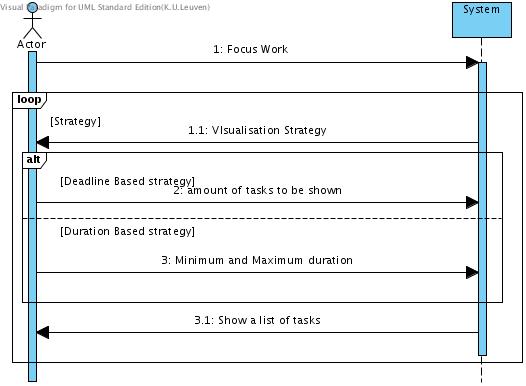 Visual Paradigm for UML Standard Edition(K.U.Leuven)
System
Actor
1: Focus Work
loop
[Strategy]
1.1: VIsualisation Strategy
alt
[Deadline Based strategy]
2: amount of tasks to be shown
[Duration Based strategy]
3: Minimum and Maximum duration
3.1: Show a list of tasks